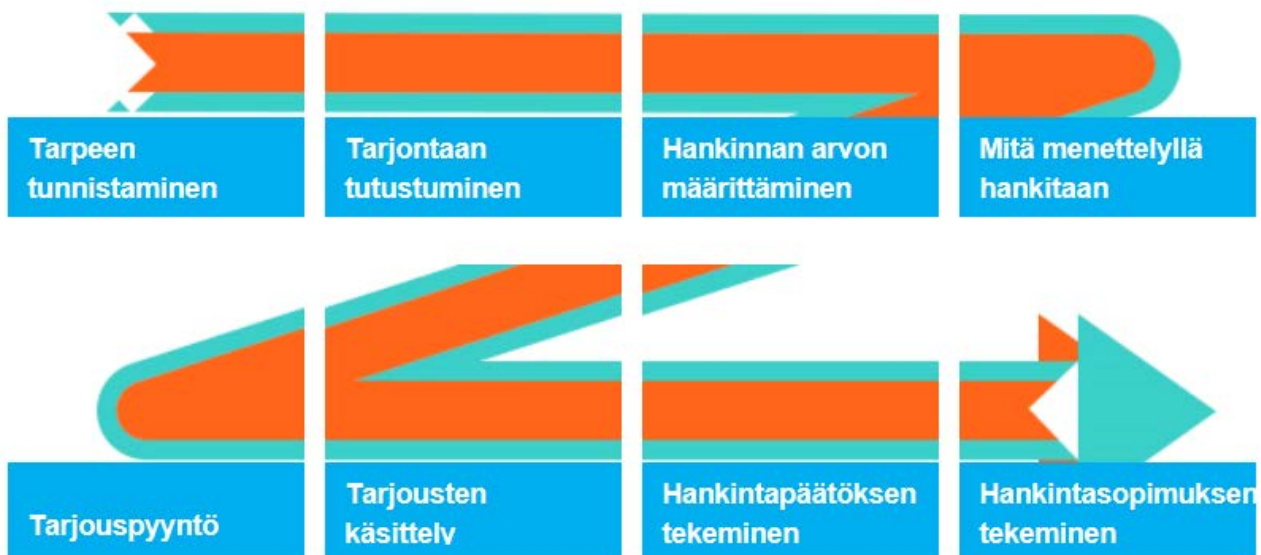 Tarpeen
tunnistaminen
Tarjontaan
tutustuminen
Hankinnan arvon
määrittäminen
Mitä menettelyllä
hankitaan
Tarjouspyyntö
Tarjousten
käsittely
Hankintapäätöksen
tekeminen
Hankintasopimuksen
tekeminen